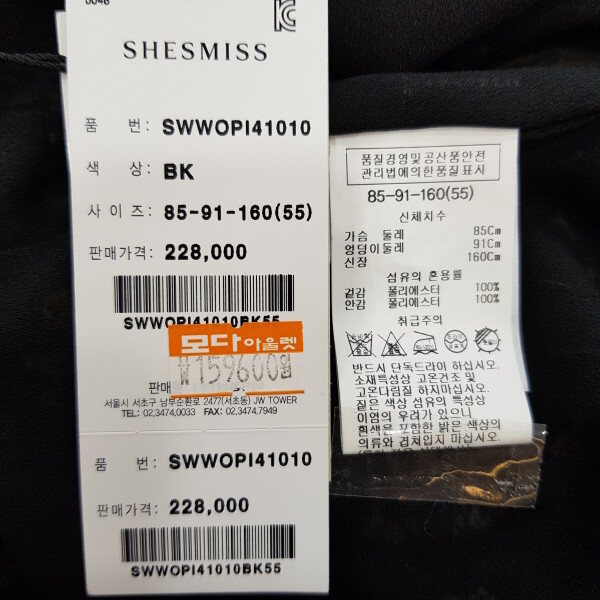 0048
SHESMISS
품 번: SWWOPI41010
색 상: BK
사 이 즈: 85-91-160(55)
판매가격: 228,000
SWWOPI41010BK55
모다아울렛
₩159600원
판매
서울시 서초구 남부순환로 2477(서초동) JW TOWER
TEL: 02.3474.0033 FAX: 02.3474.7949
품 번: SWWOPI41010
판매가격: 228,000
SWWOPI41010BK55
품질경영및공산품안전
관리법에의한품질표시
85-91-160(55)
신체치수
가슴 둘레 85Cm
엉덩이둘레 91Cm
신장 160Cm
섬유의 혼용률
겉감 폴리에스터 100%
안감 폴리에스터 100%
취급주의
반드시 단독드라이 하십시오.
소재특성상 고온건조 및
고온다림질 하지마십시오.
짙은 색상 섬유의 특성상
이염의 우려가 있으니
흰색을 포함한 밝은 색상의
의류와 겹쳐입지 마십시오.